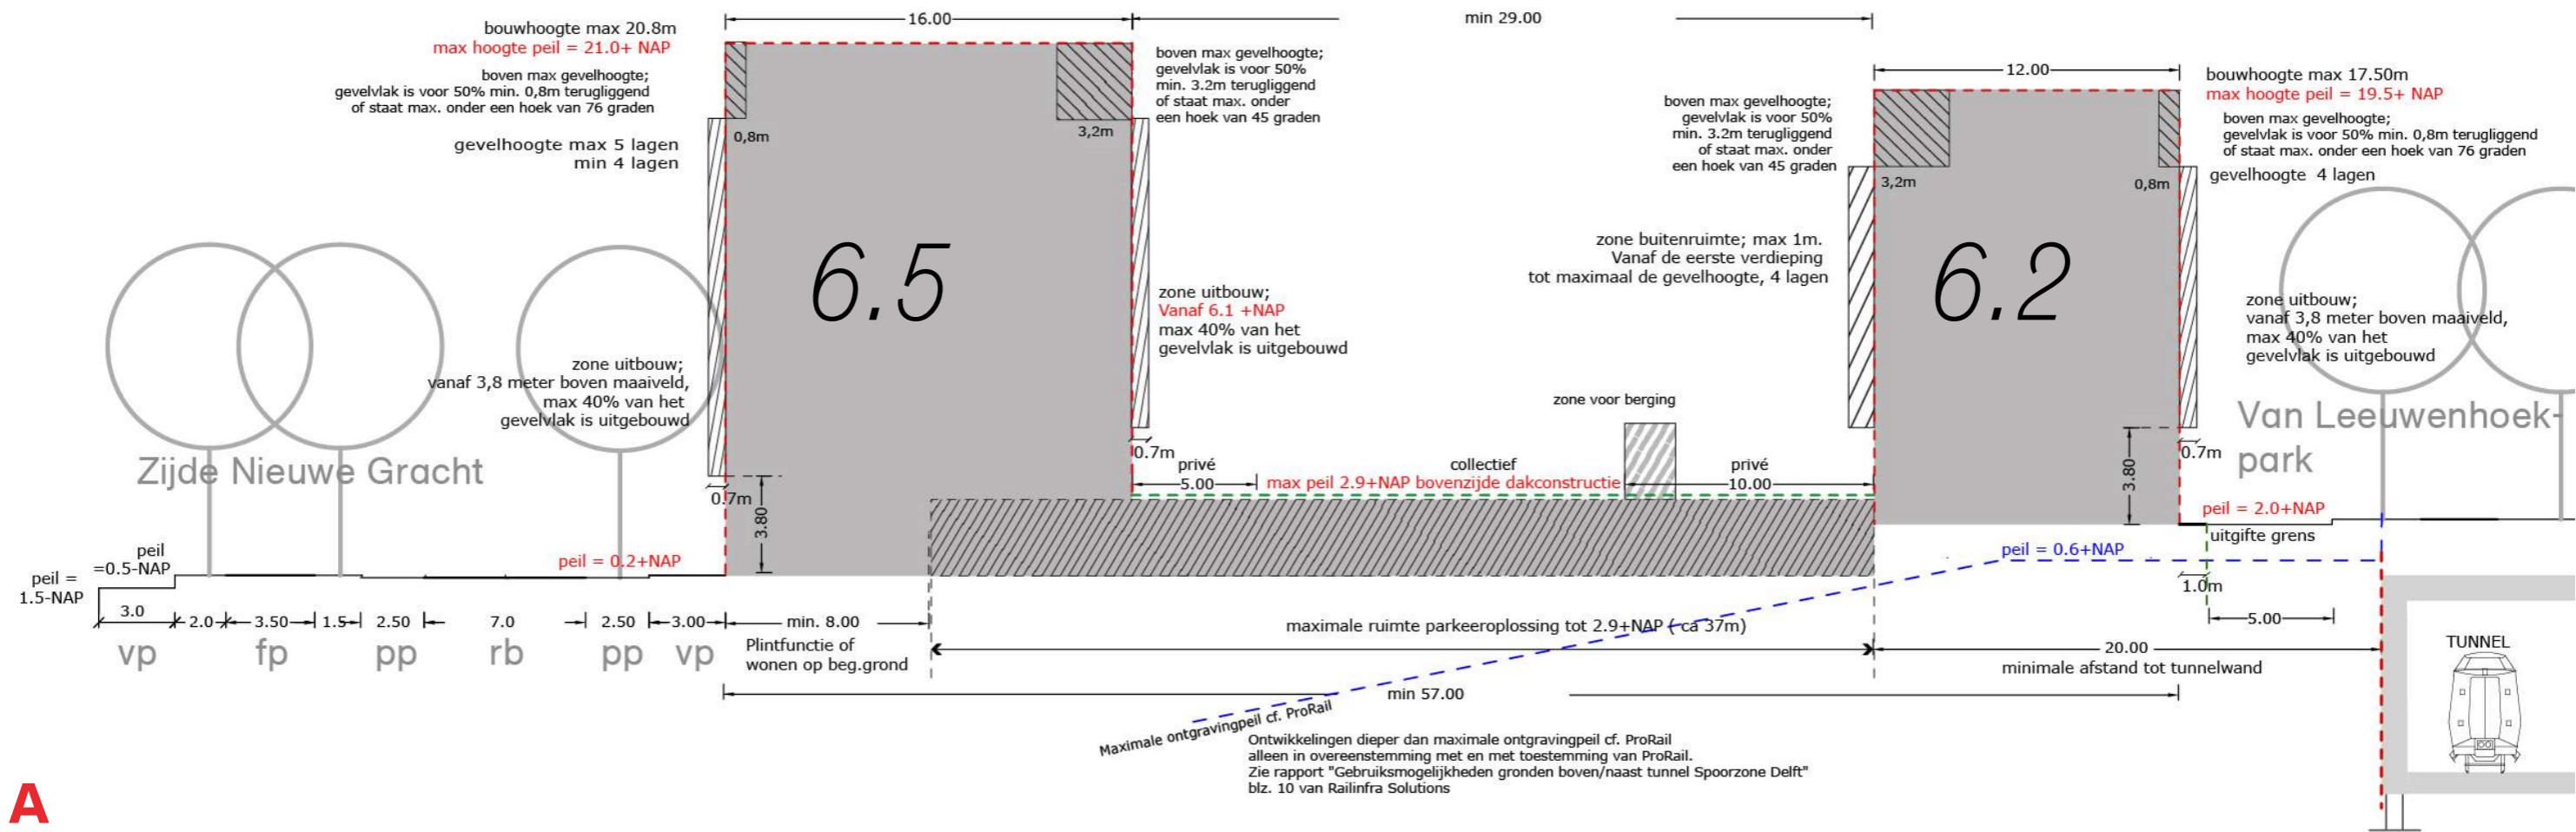 16.00
min 29.00
bouwhoogte max 20.8m
max hoogte peil = 21.0+ NAP
boven max gevelhoogte;
gevelvlak is voor 50% min. 0,8m terugliggend
of staat max. onder een hoek van 76 graden
gevelhoogte max 5 lagen
min 4 lagen
0,8m
3,2m
boven max gevelhoogte;
gevelvlak is voor 50%
min. 3.2m terugliggend
of staat max. onder
een hoek van 45 graden
12.00
boven max gevelhoogte;
gevelvlak is voor 50%
min. 3.2m terugliggend
of staat max. onder
een hoek van 45 graden
3,2m
0,8m
bouwhoogte max 17.50m
max hoogte peil = 19.5+ NAP
boven max gevelhoogte;
gevelvlak is voor 50% min. 0,8m terugliggend
of staat max. onder een hoek van 76 graden
gevelhoogte 4 lagen
6.5
6.2
zone buitenruimte; max 1m.
Vanaf de eerste verdieping
tot maximaal de gevelhoogte, 4 lagen
zone uitbouw;
Vanaf 6.1 +NAP
max 40% van het
gevelvlak is uitgebouwd
zone uitbouw;
vanaf 3,8 meter boven maaiveld,
max 40% van het
gevelvlak is uitgebouwd
zone uitbouw;
vanaf 3,8 meter boven maaiveld,
max 40% van het
gevelvlak is uitgebouwd
zone voor berging
Zijde Nieuwe Gracht
Van Leeuwenhoek-
park
0.7m
3.80
0.7m
privé
5.00
collectief
max peil 2.9+NAP bovenzijde dakconstructie
privé
10.00
3.80
0.7m
peil = 2.0+NAP
uitgifte grens
peil = 0.6+NAP
1.0m
5.00
peil
=0.5-NAP
peil =
1.5-NAP
peil = 0.2+NAP
3.0
2.0
3.50
1.5
2.50
7.0
2.50
3.00
min. 8.00
vp
fp
pp
rb
pp
vp
Plintfunctie of
wonen op beg.grond
maximale ruimte parkeeroplossing tot 2.9+NAP ( ca 37m)
20.00
minimale afstand tot tunnelwand
TUNNEL
min 57.00
Maximale ontgravingpeil cf. ProRail
Ontwikkelingen dieper dan maximale ontgravingpeil cf. ProRail
alleen in overeenstemming met en met toestemming van ProRail.
Zie rapport "Gebruiksmogelijkheden gronden boven/naast tunnel Spoorzone Delft"
blz. 10 van Railinfra Solutions
A